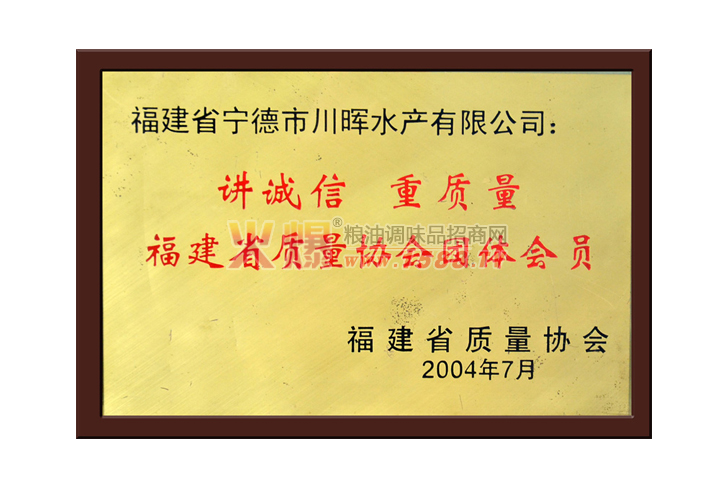 福建省宁德市川晖水产有限公司：
讲诚信 重质量
福建省质量协会团体会员
火爆®粮油调味品招商网
福建省质量协会
2004年7月